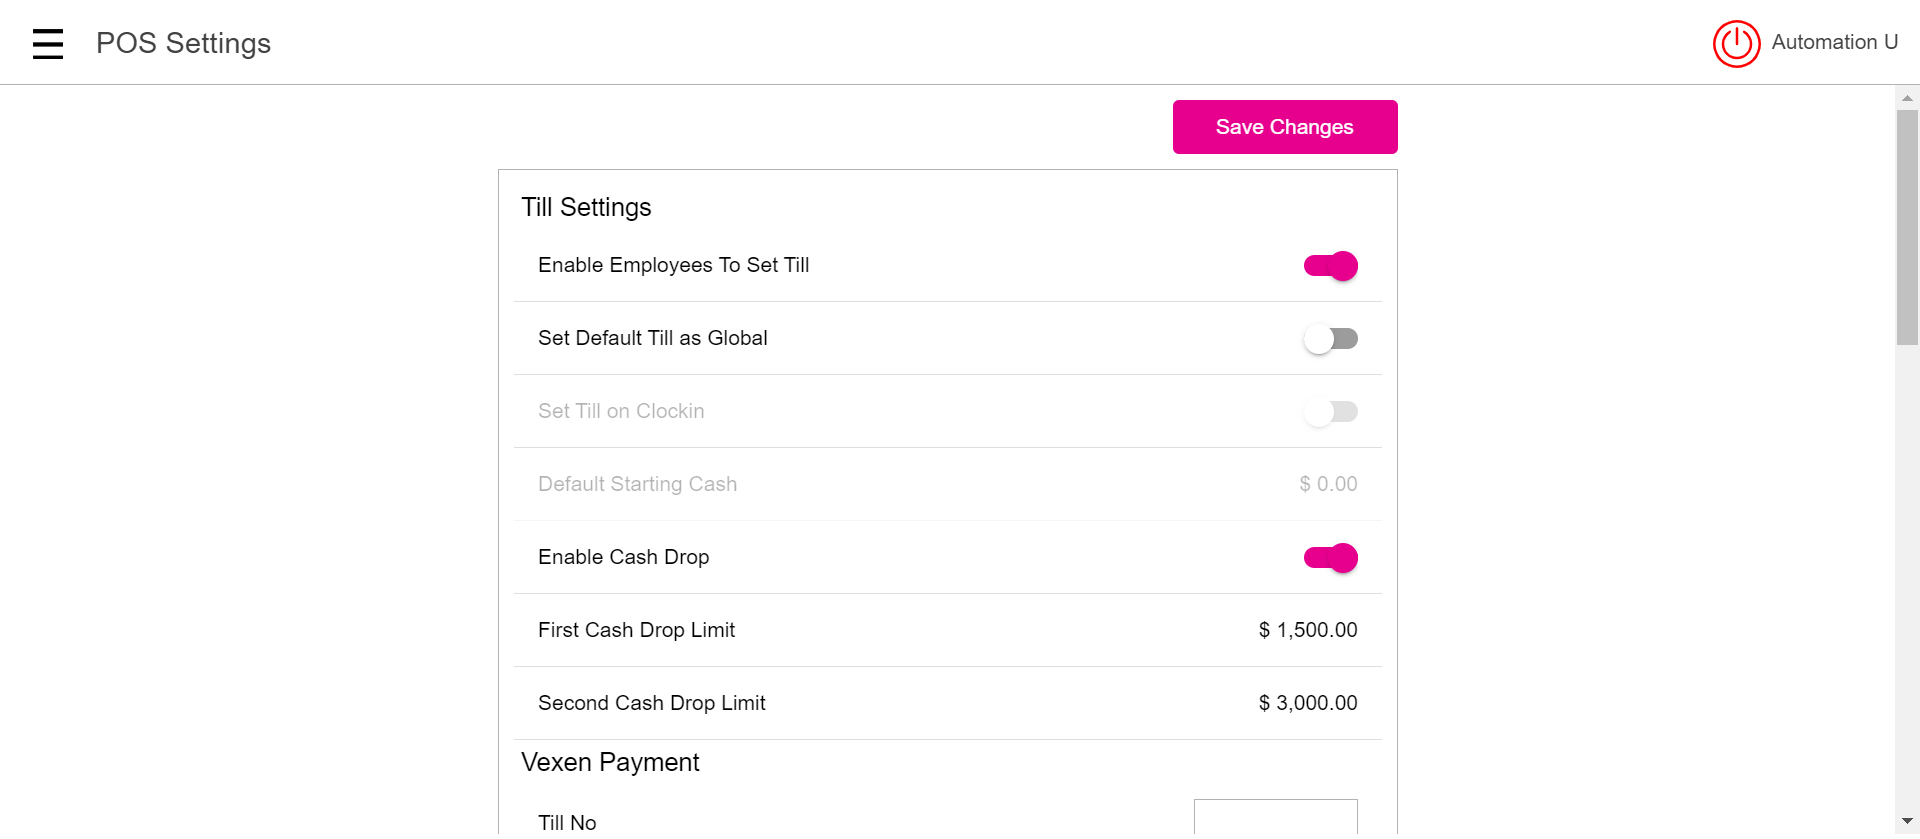 POS Settings
Automation U
Save Changes
Till Settings
Enable Employees To Set Till
Set Default Till as Global
Set Till on Clockin
Default Starting Cash $ 0.00
Enable Cash Drop
First Cash Drop Limit $ 1,500.00
Second Cash Drop Limit $ 3,000.00
Vexen Payment
Till No